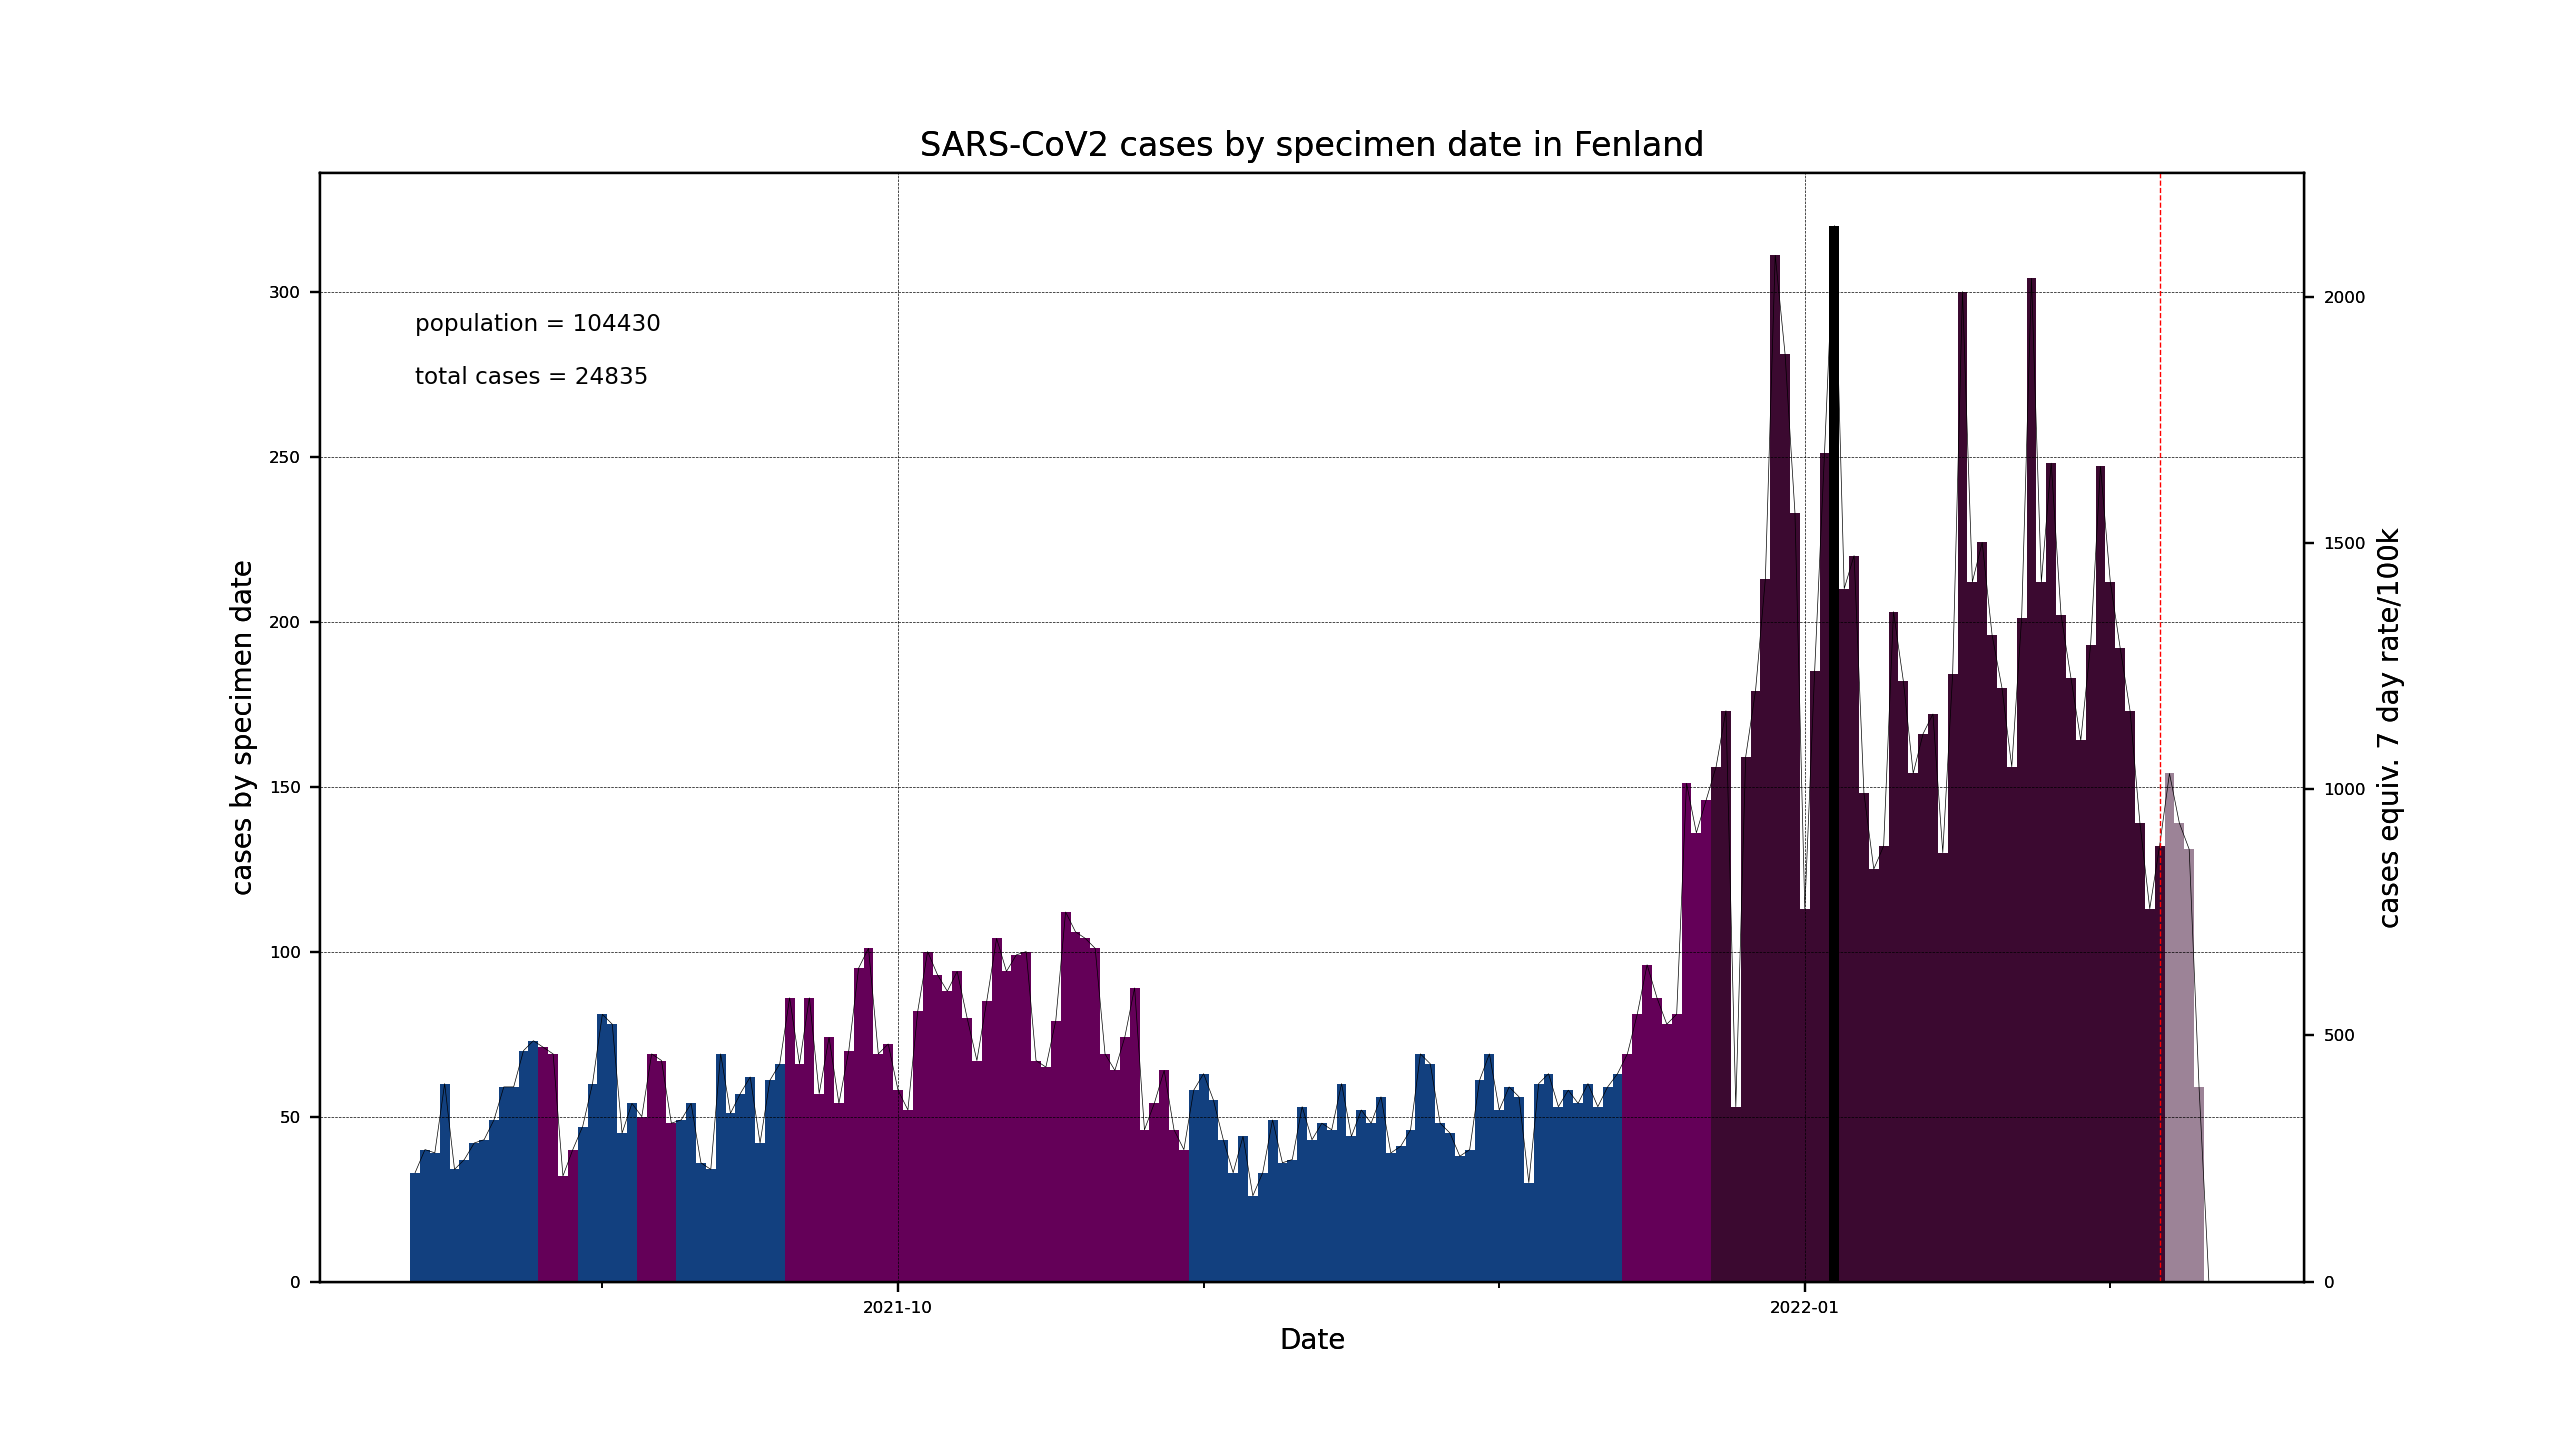 SARS-CoV2 cases by specimen date in Fenland
population = 104430
total cases = 24835
cases by specimen date
300
250
200
150
100
50
0
2000
1500
1000
500
0
cases equiv. 7 day rate/100k
2021-10
2022-01
Date